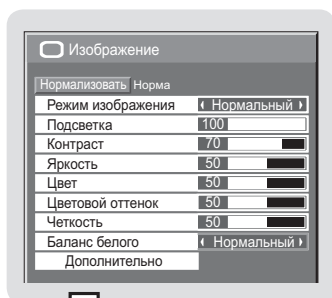 Изображение
Нормализовать Норма
Режим изображения Нормальный
Подсветка 100
Контраст 70
Яркость 50
Цвет 50
Цветовой оттенок 50
Четкость 50
Баланс белого Нормальный
Дополнительно